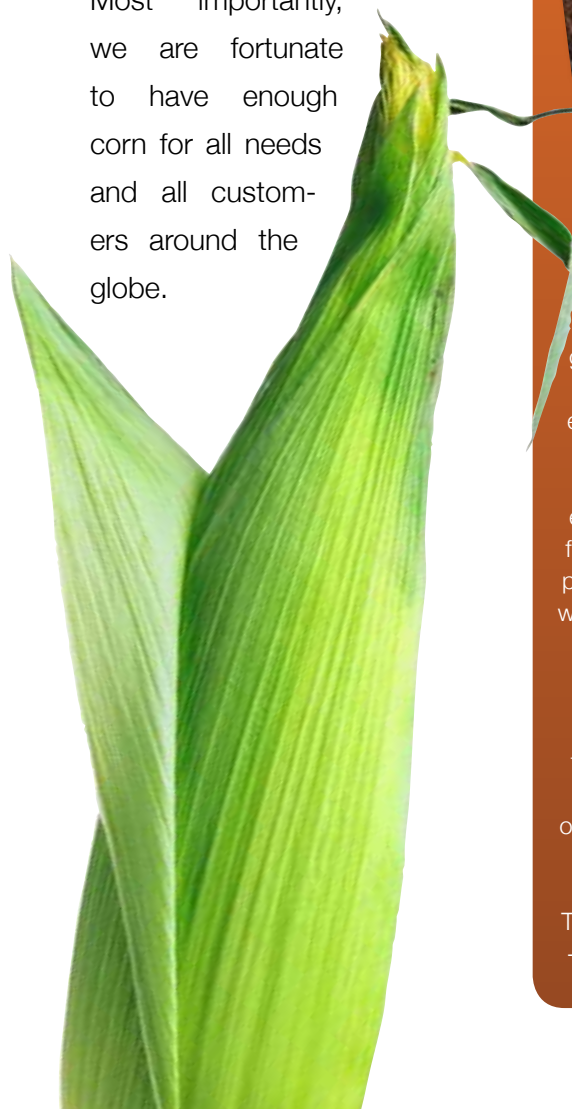 Most importantly,
we are fortunate
to have enough
corn for all needs
and all custom-
ers around the
globe.